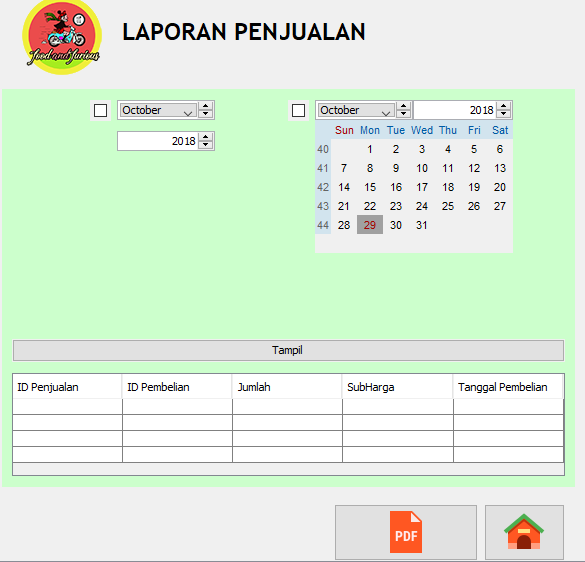 LAPORAN PENJUALAN
food and furious
October
October 2018
2018
Sun Mon Tue Wed Thu Fri Sat
40 1 2 3 4 5 6
41 7 8 9 10 11 12 13
42 14 15 16 17 18 19 20
43 21 22 23 24 25 26 27
44 28 29 30 31
Tampil
ID Penjualan ID Pembelian Jumlah SubHarga Tanggal Pembelian
PDF